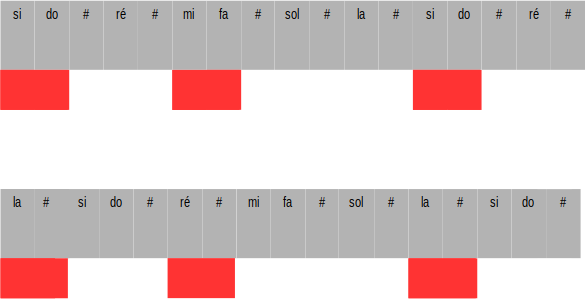 si do # ré # mi fa # sol # la # si do # ré #
la # si do # ré # mi fa # sol # la # si do #